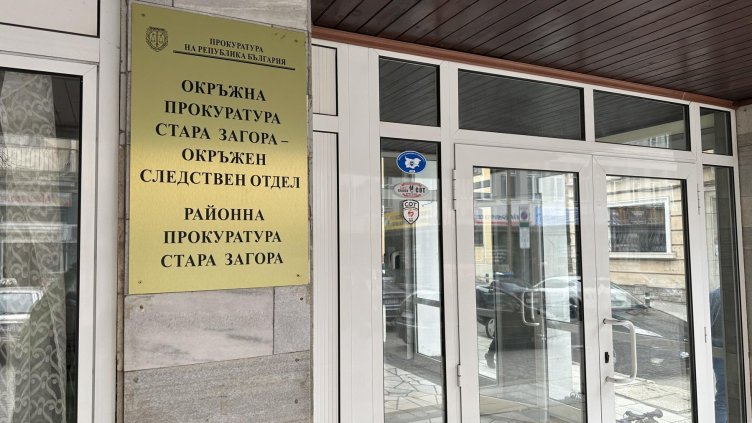 ПРОКУРАТУРА
НА РЕПУБЛИКА БЪЛГАРИЯ
ОКРЪЖНА
ПРОКУРАТУРА
СТАРА ЗАГОРА –
ОКРЪЖЕН
СЛЕДСТВЕН ОТДЕЛ
РАЙОННА
ПРОКУРАТУРА
СТАРА ЗАГОРА
СОТ
СОТ